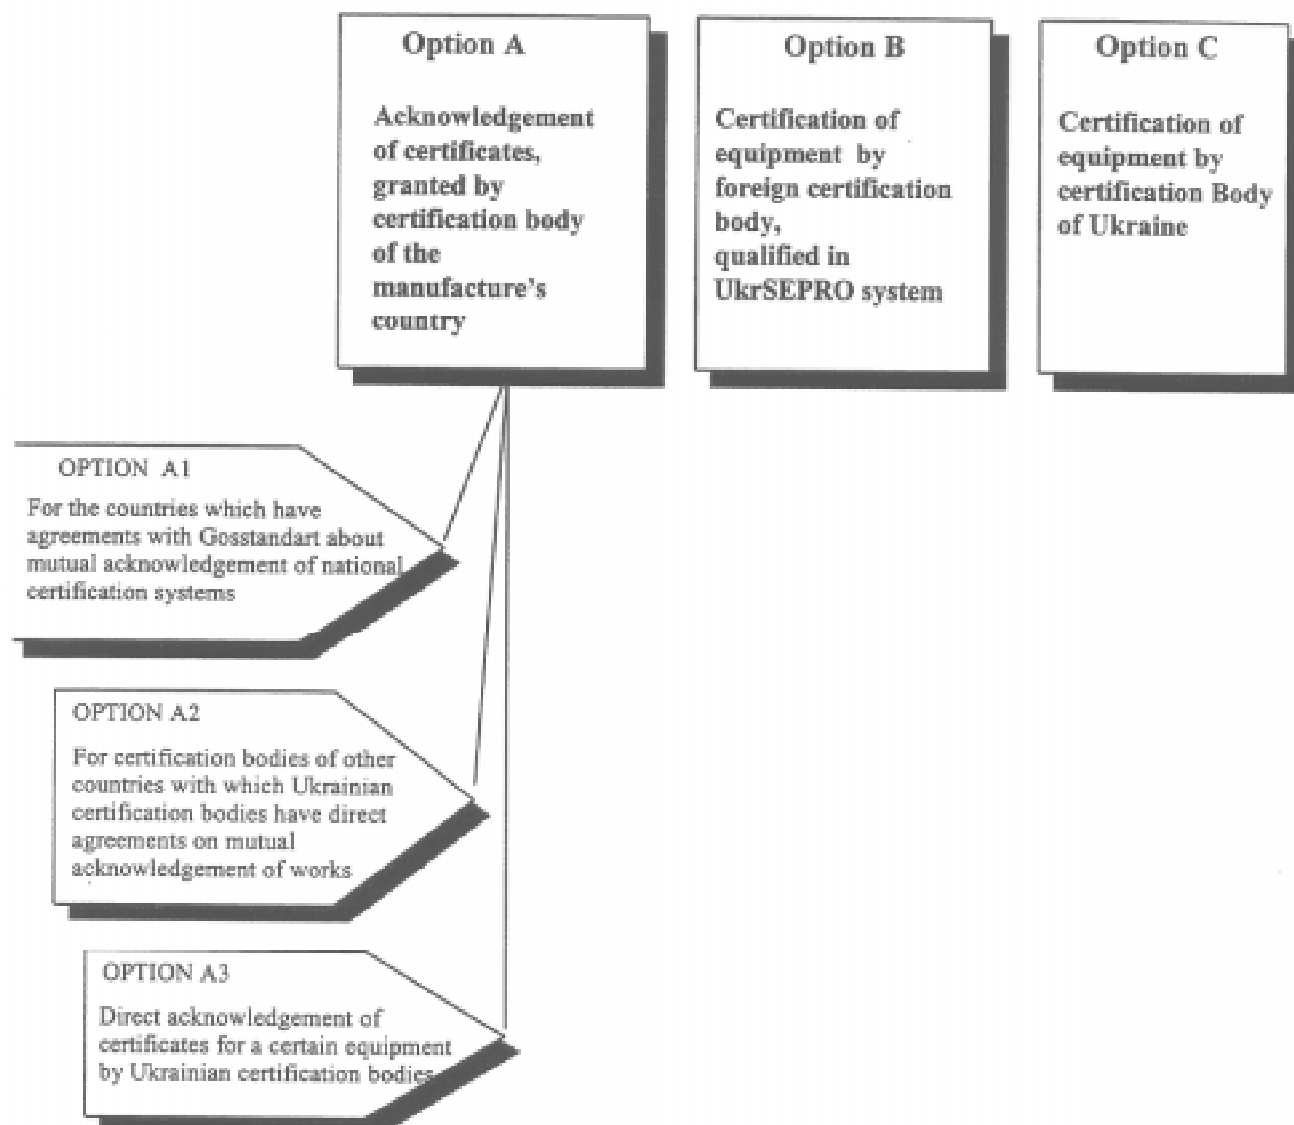 Option A
Acknowledgement
of certificates,
granted by
certification body
of the
manufacture's
country
Option B
Certification of
equipment by
foreign certification
body,
qualified in
UkrSEPRO system
Option C
Certification of
equipment by
certification Body
of Ukraine
OPTION A1
For the countries which have
agreements with Gosstandart about
mutual acknowledgement of national
certification systems
OPTION A2
For certification bodies of other
countries with which Ukrainian
certification bodies have direct
agreements on mutual
acknowledgement of works
OPTION A3
Direct acknowledgement of
certificates for a certain equipment
by Ukrainian certification bodies